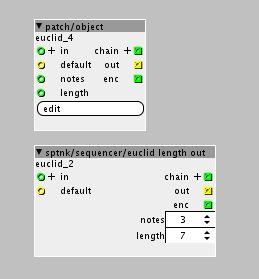 patch/object
euclid_4
+ in chain +
default out
notes enc
length
edit
sptnk/sequencer/euclid length out
euclid_2
+ in chain +
default out
enc
notes 3
length 7